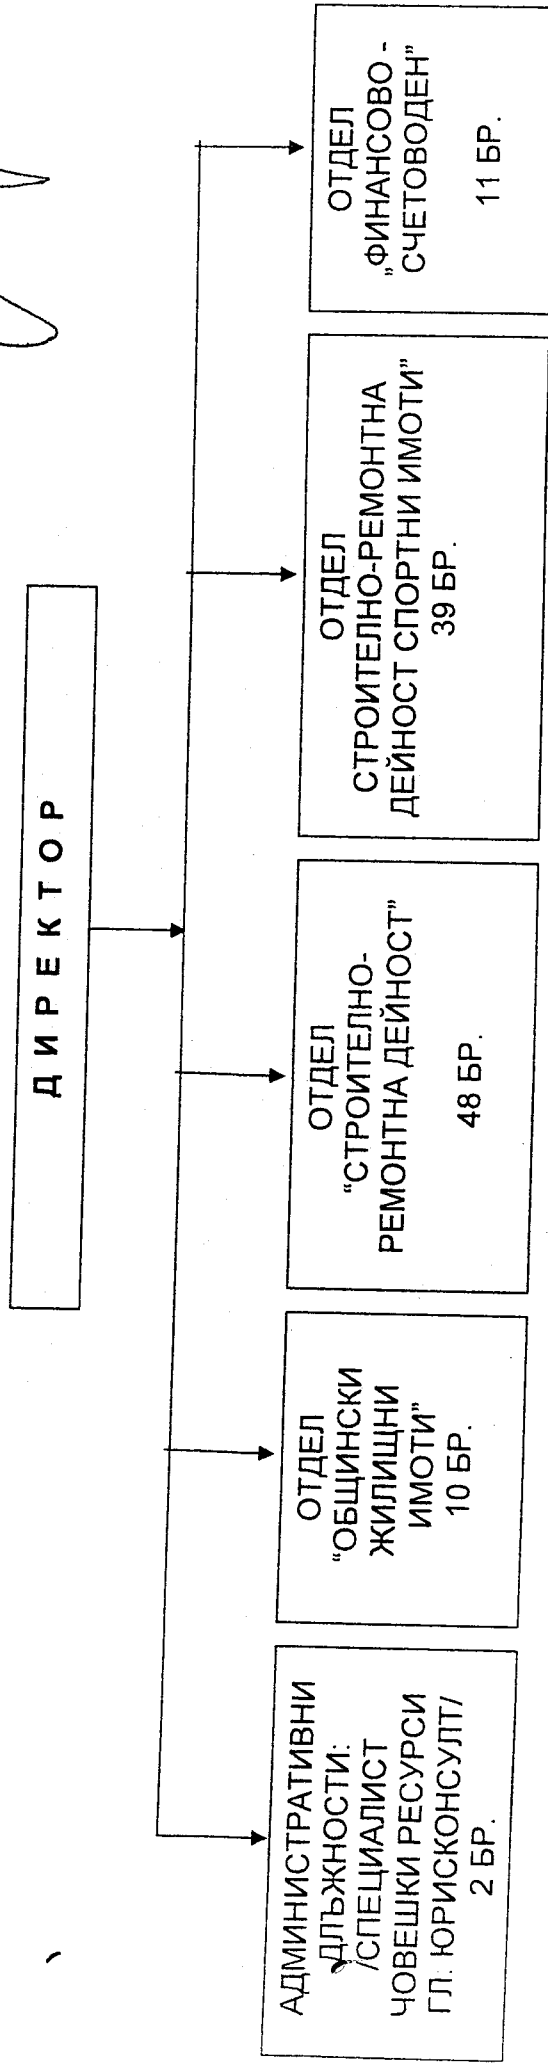 ДИРЕКТОР
АДМИНИСТРАТИВНИ
ДЛЪЖНОСТИ:
/СПЕЦИАЛИСТ
ЧОВЕШКИ РЕСУРСИ
ГЛ. ЮРИСКОНСУЛТ/
2 БР.
ОТДЕЛ
“ОБЩИНСКИ
ЖИЛИЩНИ
ИМОТИ”
10 БР.
ОТДЕЛ
“СТРОИТЕЛНО-
РЕМОНТНА ДЕЙНОСТ”
48 БР.
ОТДЕЛ
СТРОИТЕЛНО-РЕМОНТНА
ДЕЙНОСТ СПОРТНИ ИМОТИ”
39 БР.
ОТДЕЛ
„ФИНАНСОВО -
СЧЕТОВОДЕН”
11 БР.